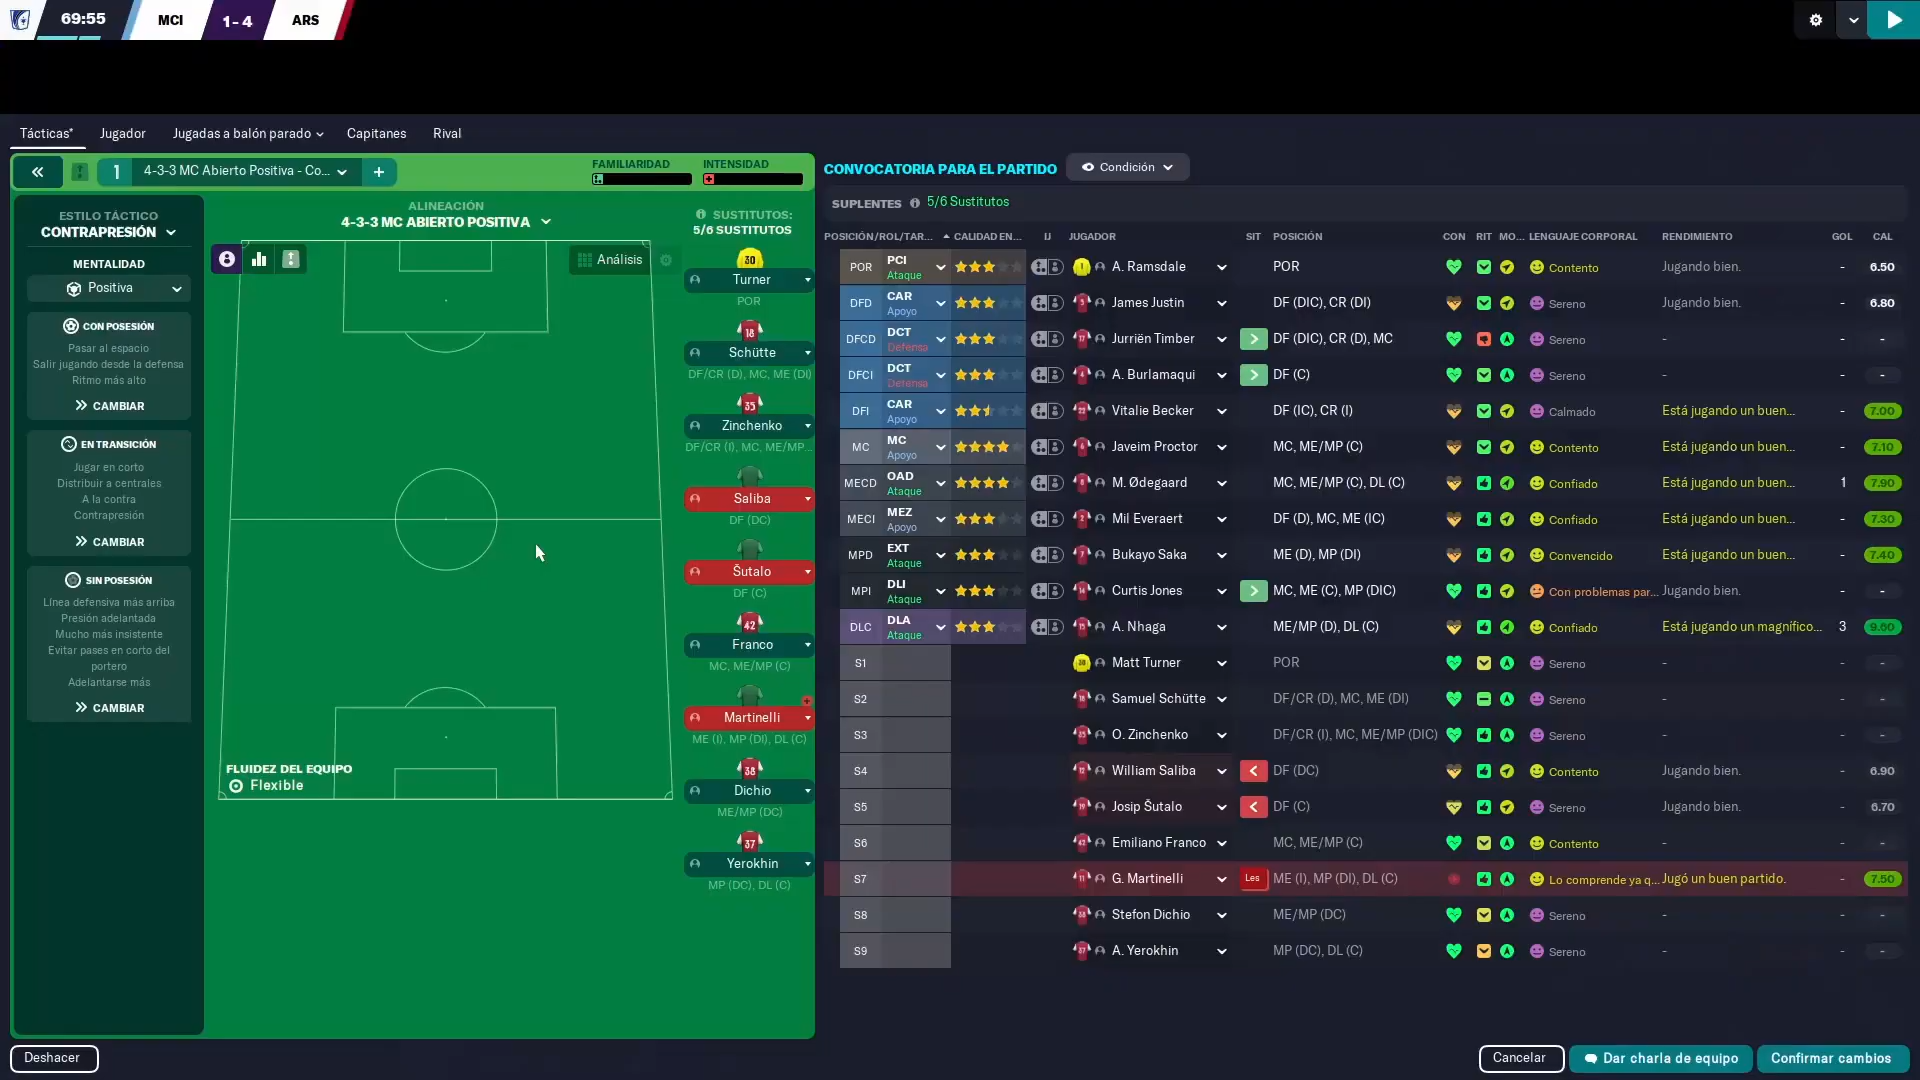 69:55 MCI 1 - 4 ARS
Tácticas* Jugador Jugadas a balón parado Capitanes Rival
1 4-3-3 MC Abierto Positiva - Co... +
FAMILIARIDAD INTENSIDAD
ESTILO TÁCTICO
CONTRAPRESIÓN
MENTALIDAD
Positiva
CON POSESIÓN
Pasar al espacio
Salir jugando desde la defensa
Ritmo más alto
CAMBIAR
EN TRANSICIÓN
Jugar en corto
Distribuir a centrales
A la contra
Contrapresión
CAMBIAR
SIN POSESIÓN
Línea defensiva más arriba
Presión adelantada
Mucho más insistente
Evitar pases en corto del
portero
Adelantarse más
CAMBIAR
ALINEACIÓN
4-3-3 MC ABIERTO POSITIVA
Análisis
FLUIDEZ DEL EQUIPO
Flexible
SUSTITUTOS:
5/6 SUSTITUTOS
30
Turner
POR
18
Schütte
DF/CR (D), MC, ME (DI)
35
Zinchenko
DF/CR (I), MC, ME/MP...
Saliba
DF (DC)
Šutalo
DF (C)
42
Franco
MC, ME/MP (C)
Martinelli
ME (I), MP (DI), DL (C)
38
Dichio
ME/MP (DC)
37
Yerokhin
MP (DC), DL (C)
CONVOCATORIA PARA EL PARTIDO Condición
SUPLENTES 5/6 Sustitutos
POSICIÓN/ROL/TAR... CALIDAD EN... IJ JUGADOR SIT POSICIÓN CON RIT MO... LENGUAJE CORPORAL RENDIMIENTO GOL CAL
POR PCI Ataque A. Ramsdale POR Contento Jugando bien. - 6.50
DFD CAR Apoyo James Justin DF (DIC), CR (DI) Sereno Jugando bien. - 6.80
DFCD DCT Defensa Jurriën Timber DF (DIC), CR (D), MC Sereno - - -
DFCI DCT Defensa A. Burlamaqui DF (C) Sereno - - -
DFI CAR Apoyo Vitalie Becker DF (IC), CR (I) Calmado Está jugando un buen... - 7.00
MC MC Apoyo Javeim Proctor MC, ME/MP (C) Contento Está jugando un buen... - 7.10
MECD OAD Ataque M. Ødegaard MC, ME/MP (C), DL (C) Confiado Está jugando un buen... 1 7.90
MECI MEZ Apoyo Mil Everaert DF (D), MC, ME (IC) Confiado Está jugando un buen... - 7.30
MPD EXT Ataque Bukayo Saka ME (D), MP (DI) Convencido Está jugando un buen... - 7.40
MPI DLI Ataque Curtis Jones MC, ME (C), MP (DIC) Con problemas par... Jugando bien. - -
DLC DLA Ataque A. Nhaga ME/MP (D), DL (C) Confiado Está jugando un magnífico... 3 9.60
S1 Matt Turner POR Sereno - - -
S2 Samuel Schütte DF/CR (D), MC, ME (DI) Sereno - - -
S3 O. Zinchenko DF/CR (I), MC, ME/MP (DIC) Sereno - - -
S4 William Saliba DF (DC) Contento Jugando bien. - 6.90
S5 Josip Šutalo DF (C) Sereno Jugando bien. - 6.70
S6 Emiliano Franco MC, ME/MP (C) Contento - - -
S7 G. Martinelli Les ME (I), MP (DI), DL (C) Lo comprende ya q... Jugó un buen partido. - 7.50
S8 Stefon Dichio ME/MP (DC) Sereno - - -
S9 A. Yerokhin MP (DC), DL (C) Sereno - - -
Deshacer Cancelar Dar charla de equipo Confirmar cambios